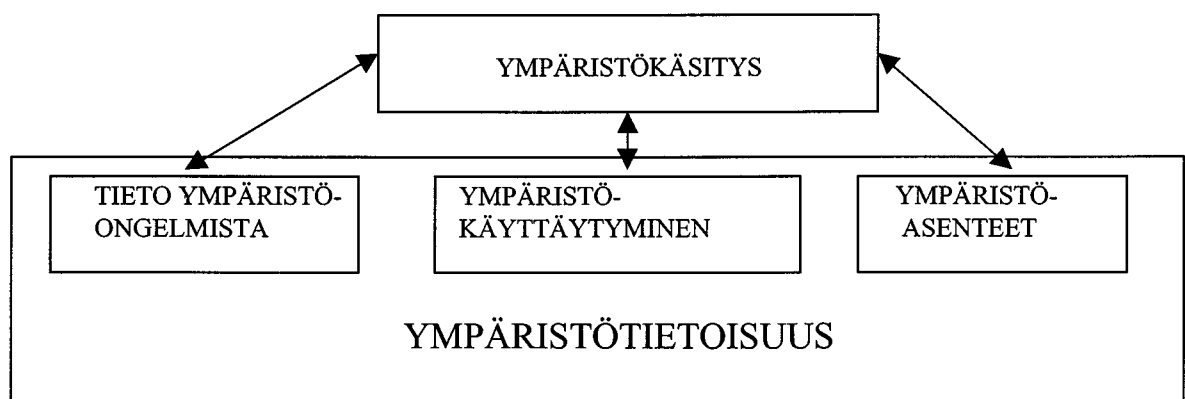 YMPÄRISTÖKÄSITYS
TIETO YMPÄRISTÖ-
ONGELMISTA
YMPÄRISTÖ-
KÄYTTÄYTYMINEN
YMPÄRISTÖ-
ASENTEET
YMPÄRISTÖTIETOISUUS